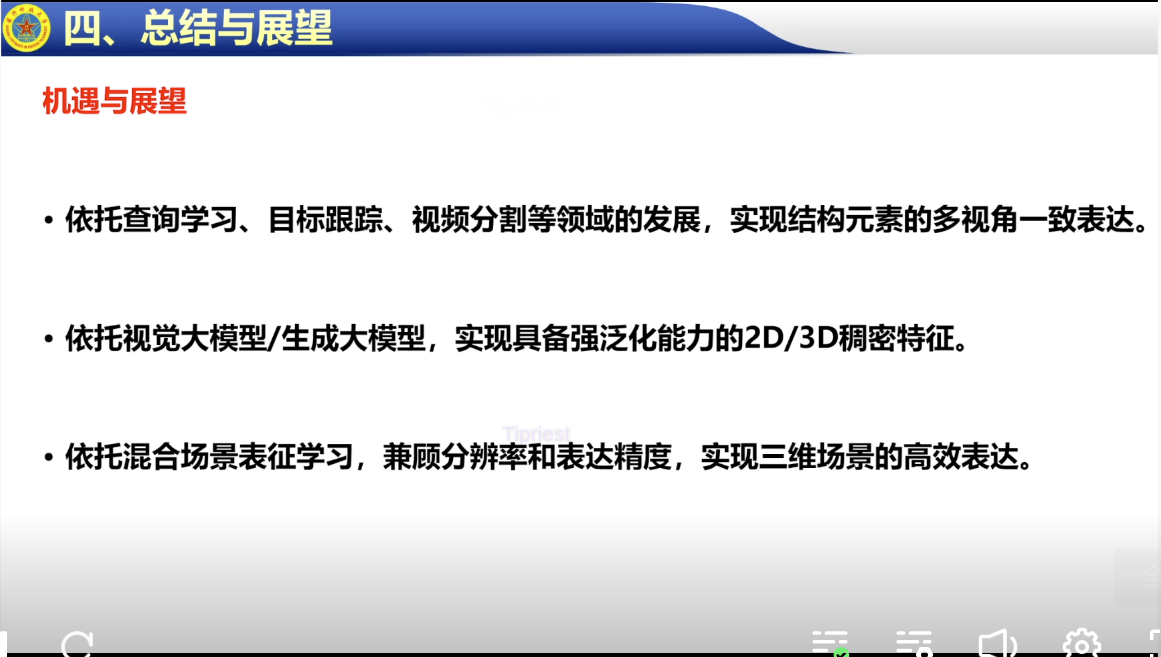 四、总结与展望
机遇与展望
• 依托查询学习、目标跟踪、视频分割等领域的发展，实现结构元素的多视角一致表达。
• 依托视觉大模型/生成大模型，实现具备强泛化能力的2D/3D稠密特征。
Tipriest
• 依托混合场景表征学习，兼顾分辨率和表达精度，实现三维场景的高效表达。